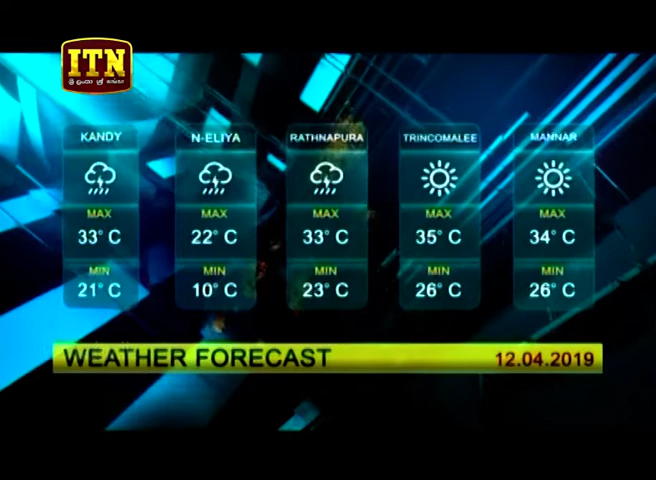 ITN
ශ්‍රී ලංකා ஸ்ரீ லங்கா
KANDY N-ELIYA RATHNAPURA TRINCOMALEE MANNAR
MAX MAX MAX MAX MAX
33° C 22° C 33° C 35° C 34° C
MIN MIN MIN MIN MIN
21° C 10° C 23° C 26° C 26° C
WEATHER FORECAST 12.04.2019